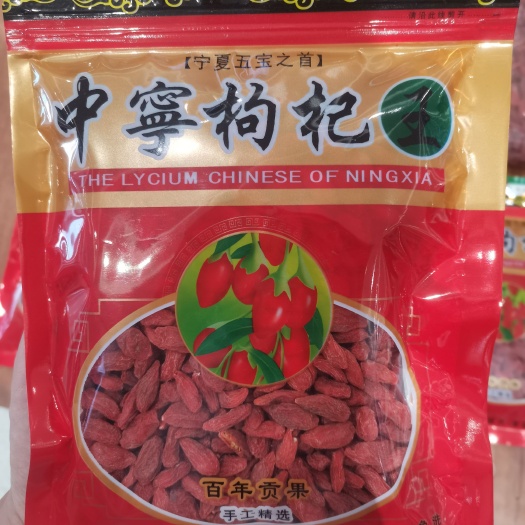 【宁夏五宝之首】
中寧枸杞王
THE LYCIUM CHINESE OF NINGXIA
百年贡果
手工精选